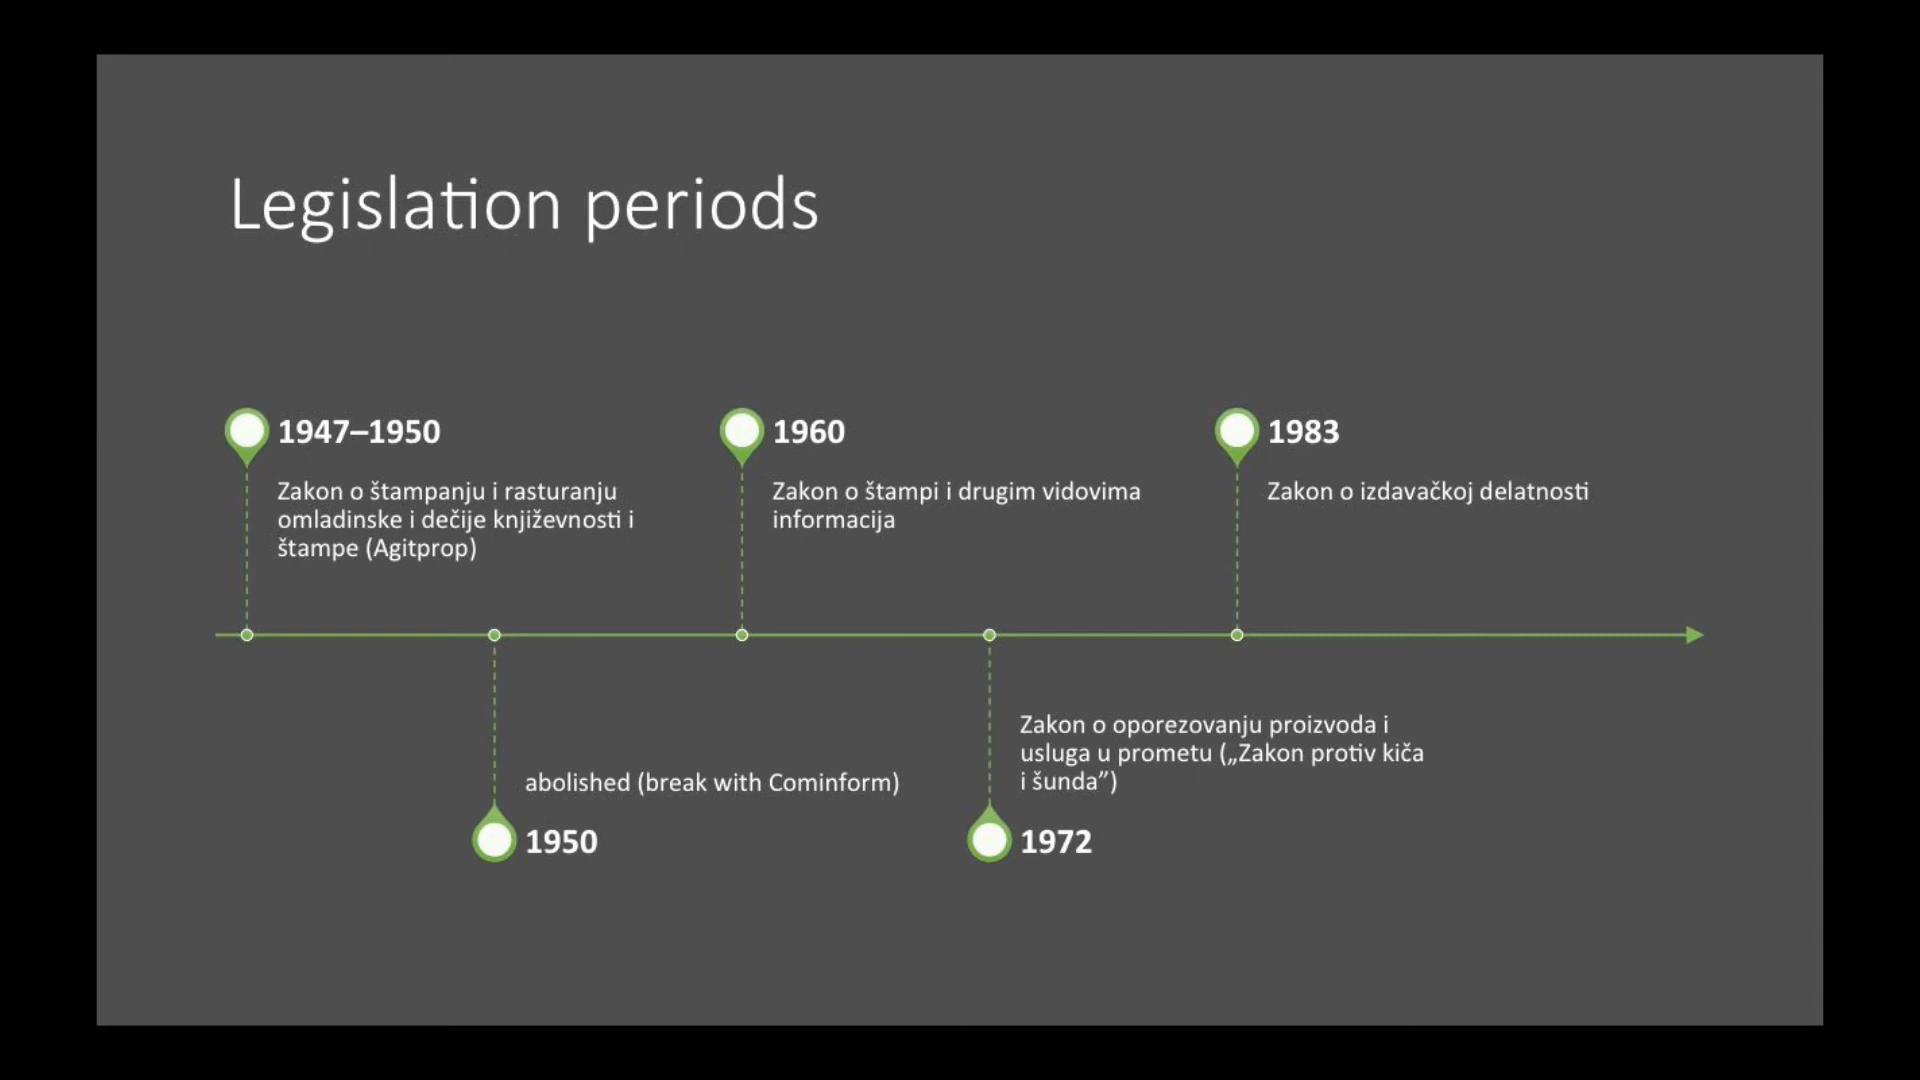 Legislation periods
1947–1950
Zakon o štampanju i rasturanju
omladinske i dečije književnosti i
štampe (Agitprop)
abolished (break with Cominform)
1950
1960
Zakon o štampi i drugim vidovima
informacija
Zakon o oporezovanju proizvoda i
usluga u prometu („Zakon protiv kiča
i šunda”)
1972
1983
Zakon o izdavačkoj delatnosti